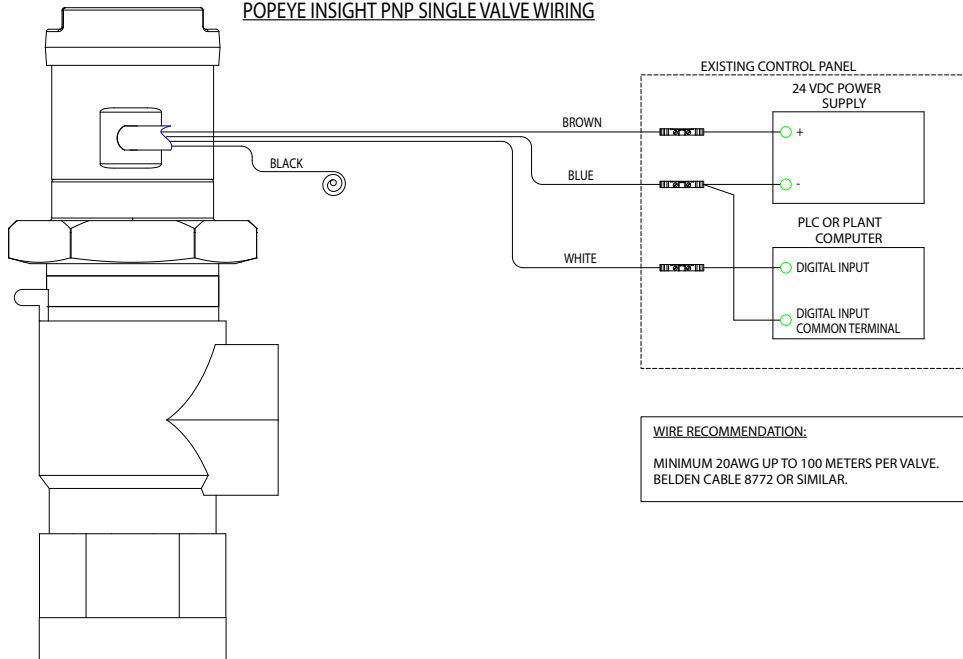 POPEYE INSIGHT PNP SINGLE VALVE WIRING
EXISTING CONTROL PANEL
24 VDC POWER
SUPPLY
BROWN
+
BLACK
BLUE
-
PLC OR PLANT
COMPUTER
WHITE
DIGITAL INPUT
DIGITAL INPUT
COMMON TERMINAL
WIRE RECOMMENDATION:
MINIMUM 20AWG UP TO 100 METERS PER VALVE.
BELDEN CABLE 8772 OR SIMILAR.